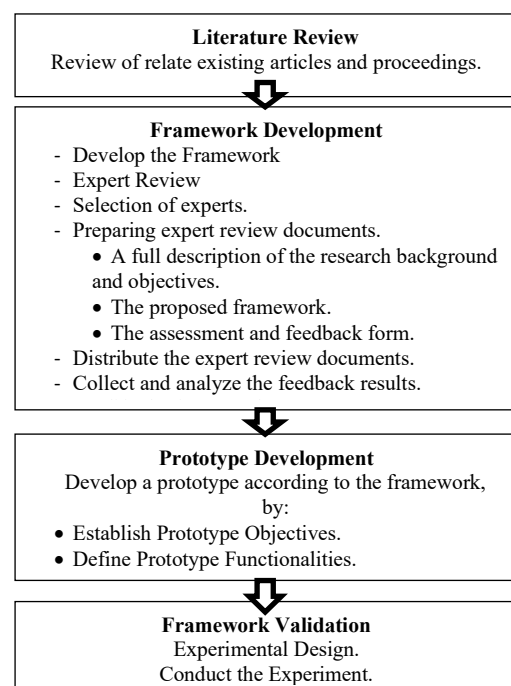 Literature Review
Review of relate existing articles and proceedings.
Framework Development
- Develop the Framework
- Expert Review
- Selection of experts.
- Preparing expert review documents.
• A full description of the research background
and objectives.
• The proposed framework.
• The assessment and feedback form.
- Distribute the expert review documents.
- Collect and analyze the feedback results.
Prototype Development
Develop a prototype according to the framework,
by:
• Establish Prototype Objectives.
• Define Prototype Functionalities.
Framework Validation
Experimental Design.
Conduct the Experiment.